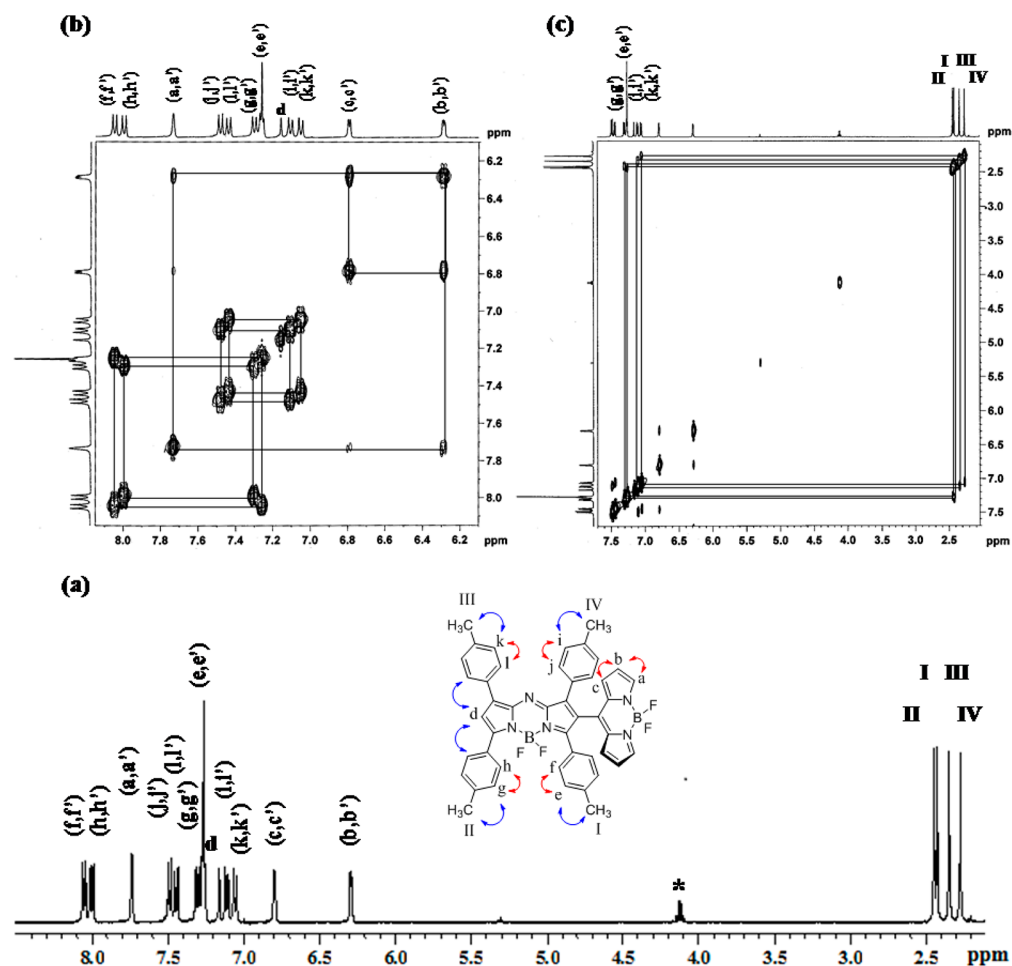 (b)
(f,f')
(h,h')
(a,a')
(j,j')
(l,l')
(g,g')
(e,e')
d
(i,i')
(k,k')
(c,c')
(b,b')
ppm
6.2
6.4
6.6
6.8
7.0
7.2
7.4
7.6
7.8
8.0
8.0 7.8 7.6 7.4 7.2 7.0 6.8 6.6 6.4 6.2 ppm
(c)
(g,g')
(e,e')
(i,i')
(k,k')
I III
II IV
ppm
2.5
3.0
3.5
4.0
4.5
5.0
5.5
6.0
6.5
7.0
7.5
7.5 7.0 6.5 6.0 5.5 5.0 4.5 4.0 3.5 3.0 2.5 ppm
(a)
(f,f')
(h,h')
(a,a')
(j,j')
(l,l')
(g,g')
(e,e')
d
(i,i')
(k,k')
(c,c')
(b,b')
*
I III
II IV
III IV
H₃C CH₃
k i
l j
b
c a
N
d
N N N
B B
F F F
F
N
h f
g e
H₃C CH₃
II I
8.0 7.5 7.0 6.5 6.0 5.5 5.0 4.5 4.0 3.5 3.0 2.5 ppm